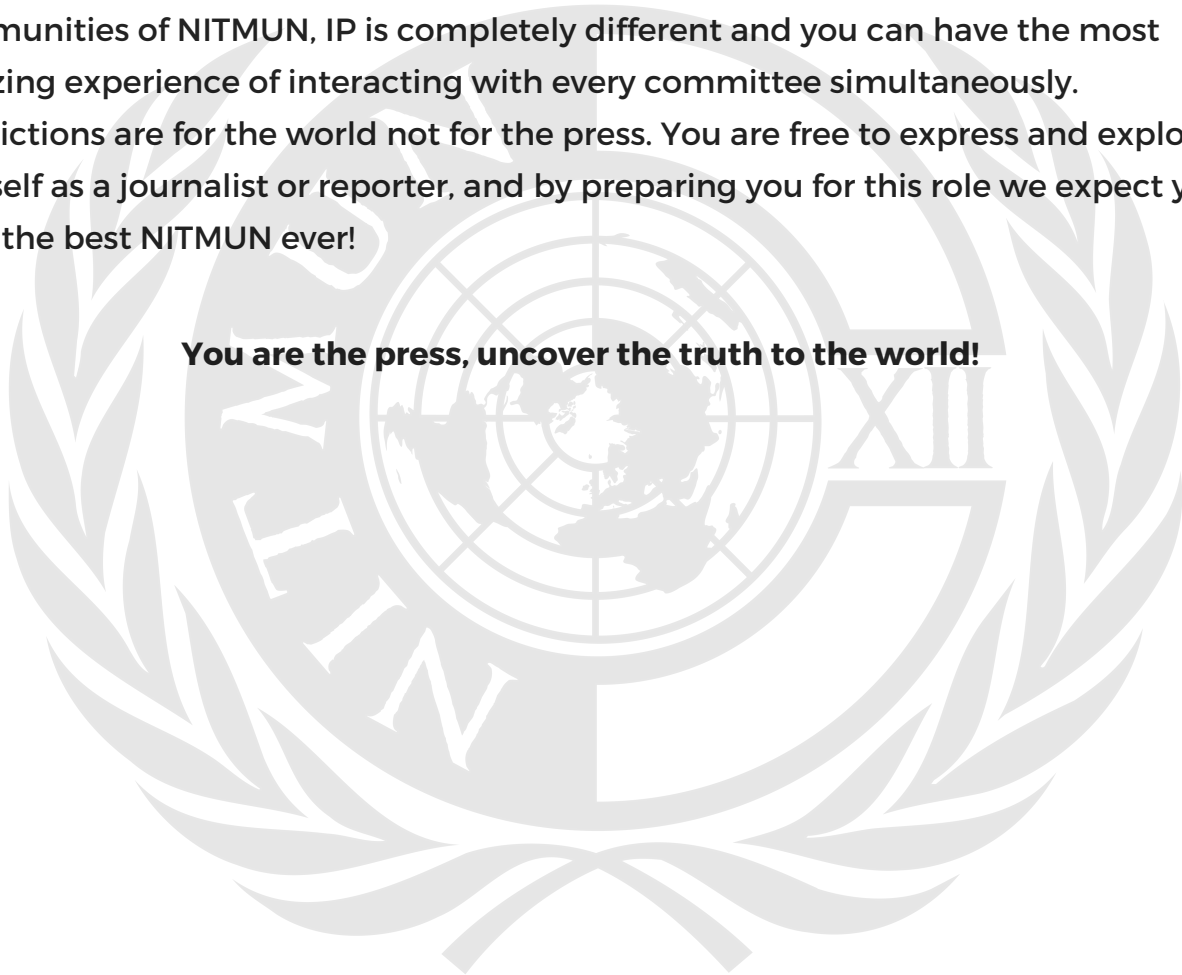 munities of NITMUN, IP is completely different and you can have the most
zing experience of interacting with every committee simultaneously.
ictions are for the world not for the press. You are free to express and explo
self as a journalist or reporter, and by preparing you for this role we expect y
the best NITMUN ever!
You are the press, uncover the truth to the world!
NITMUN
XII